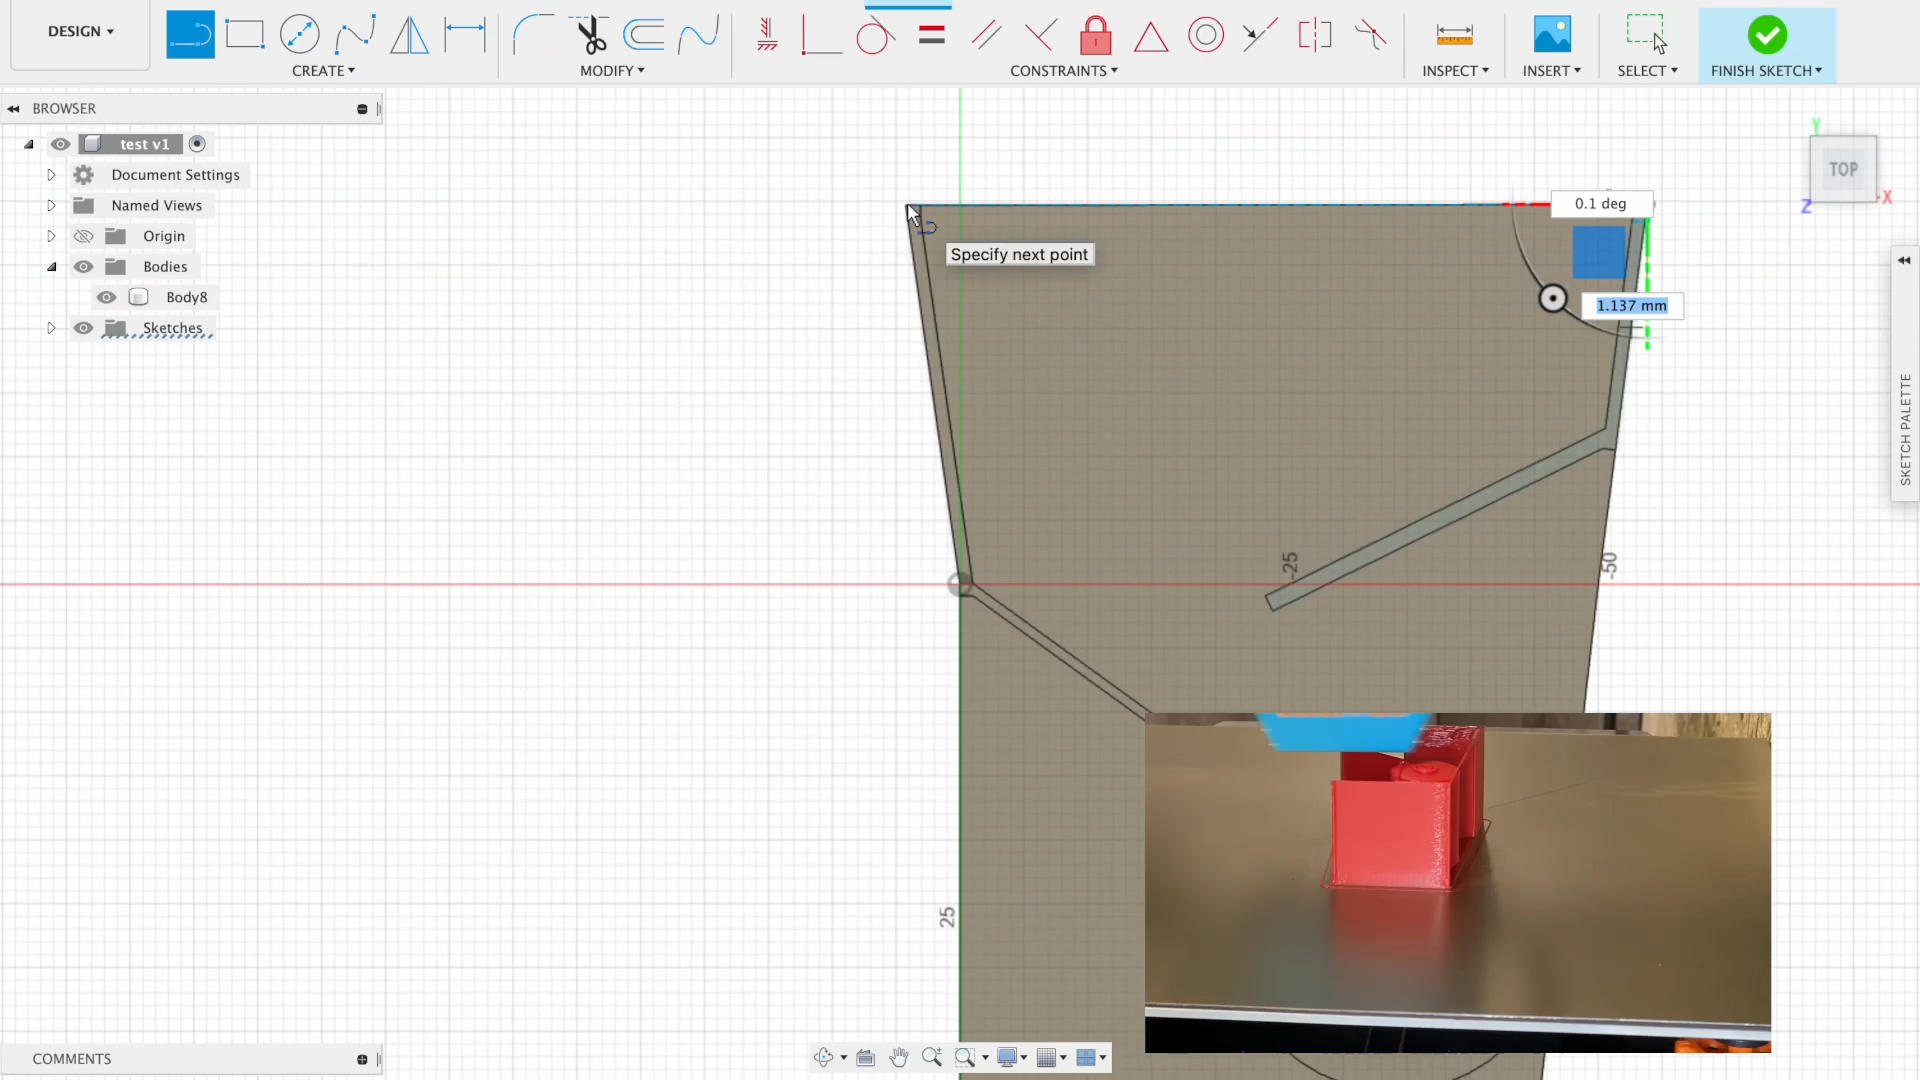 DESIGN
CREATE
MODIFY
CONSTRAINTS
INSPECT
INSERT
SELECT
FINISH SKETCH
BROWSER
test v1
Document Settings
Named Views
Origin
Bodies
Body8
Sketches
Specify next point
0.1 deg
1.137 mm
-25
-50
25
Y
TOP
X
Z
SKETCH PALETTE
COMMENTS